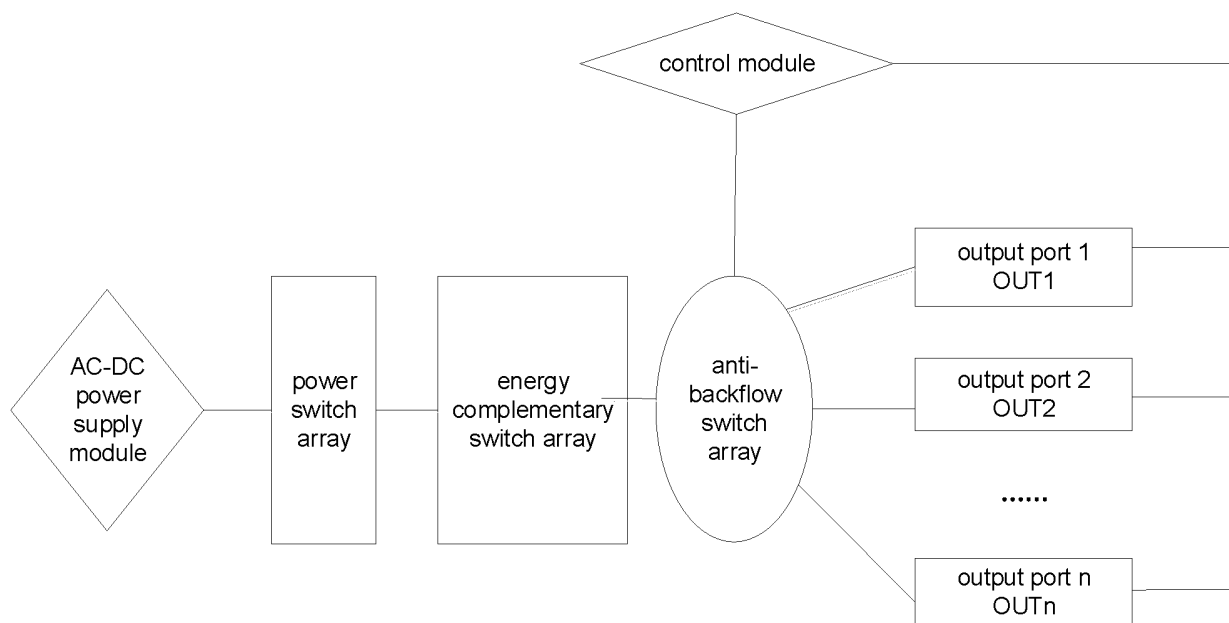 control module
output port 1
OUT1
AC-DC
power
supply
module
power
switch
array
energy
complementary
switch array
anti-
backflow
switch
array
output port 2
OUT2
......
output port n
OUTn